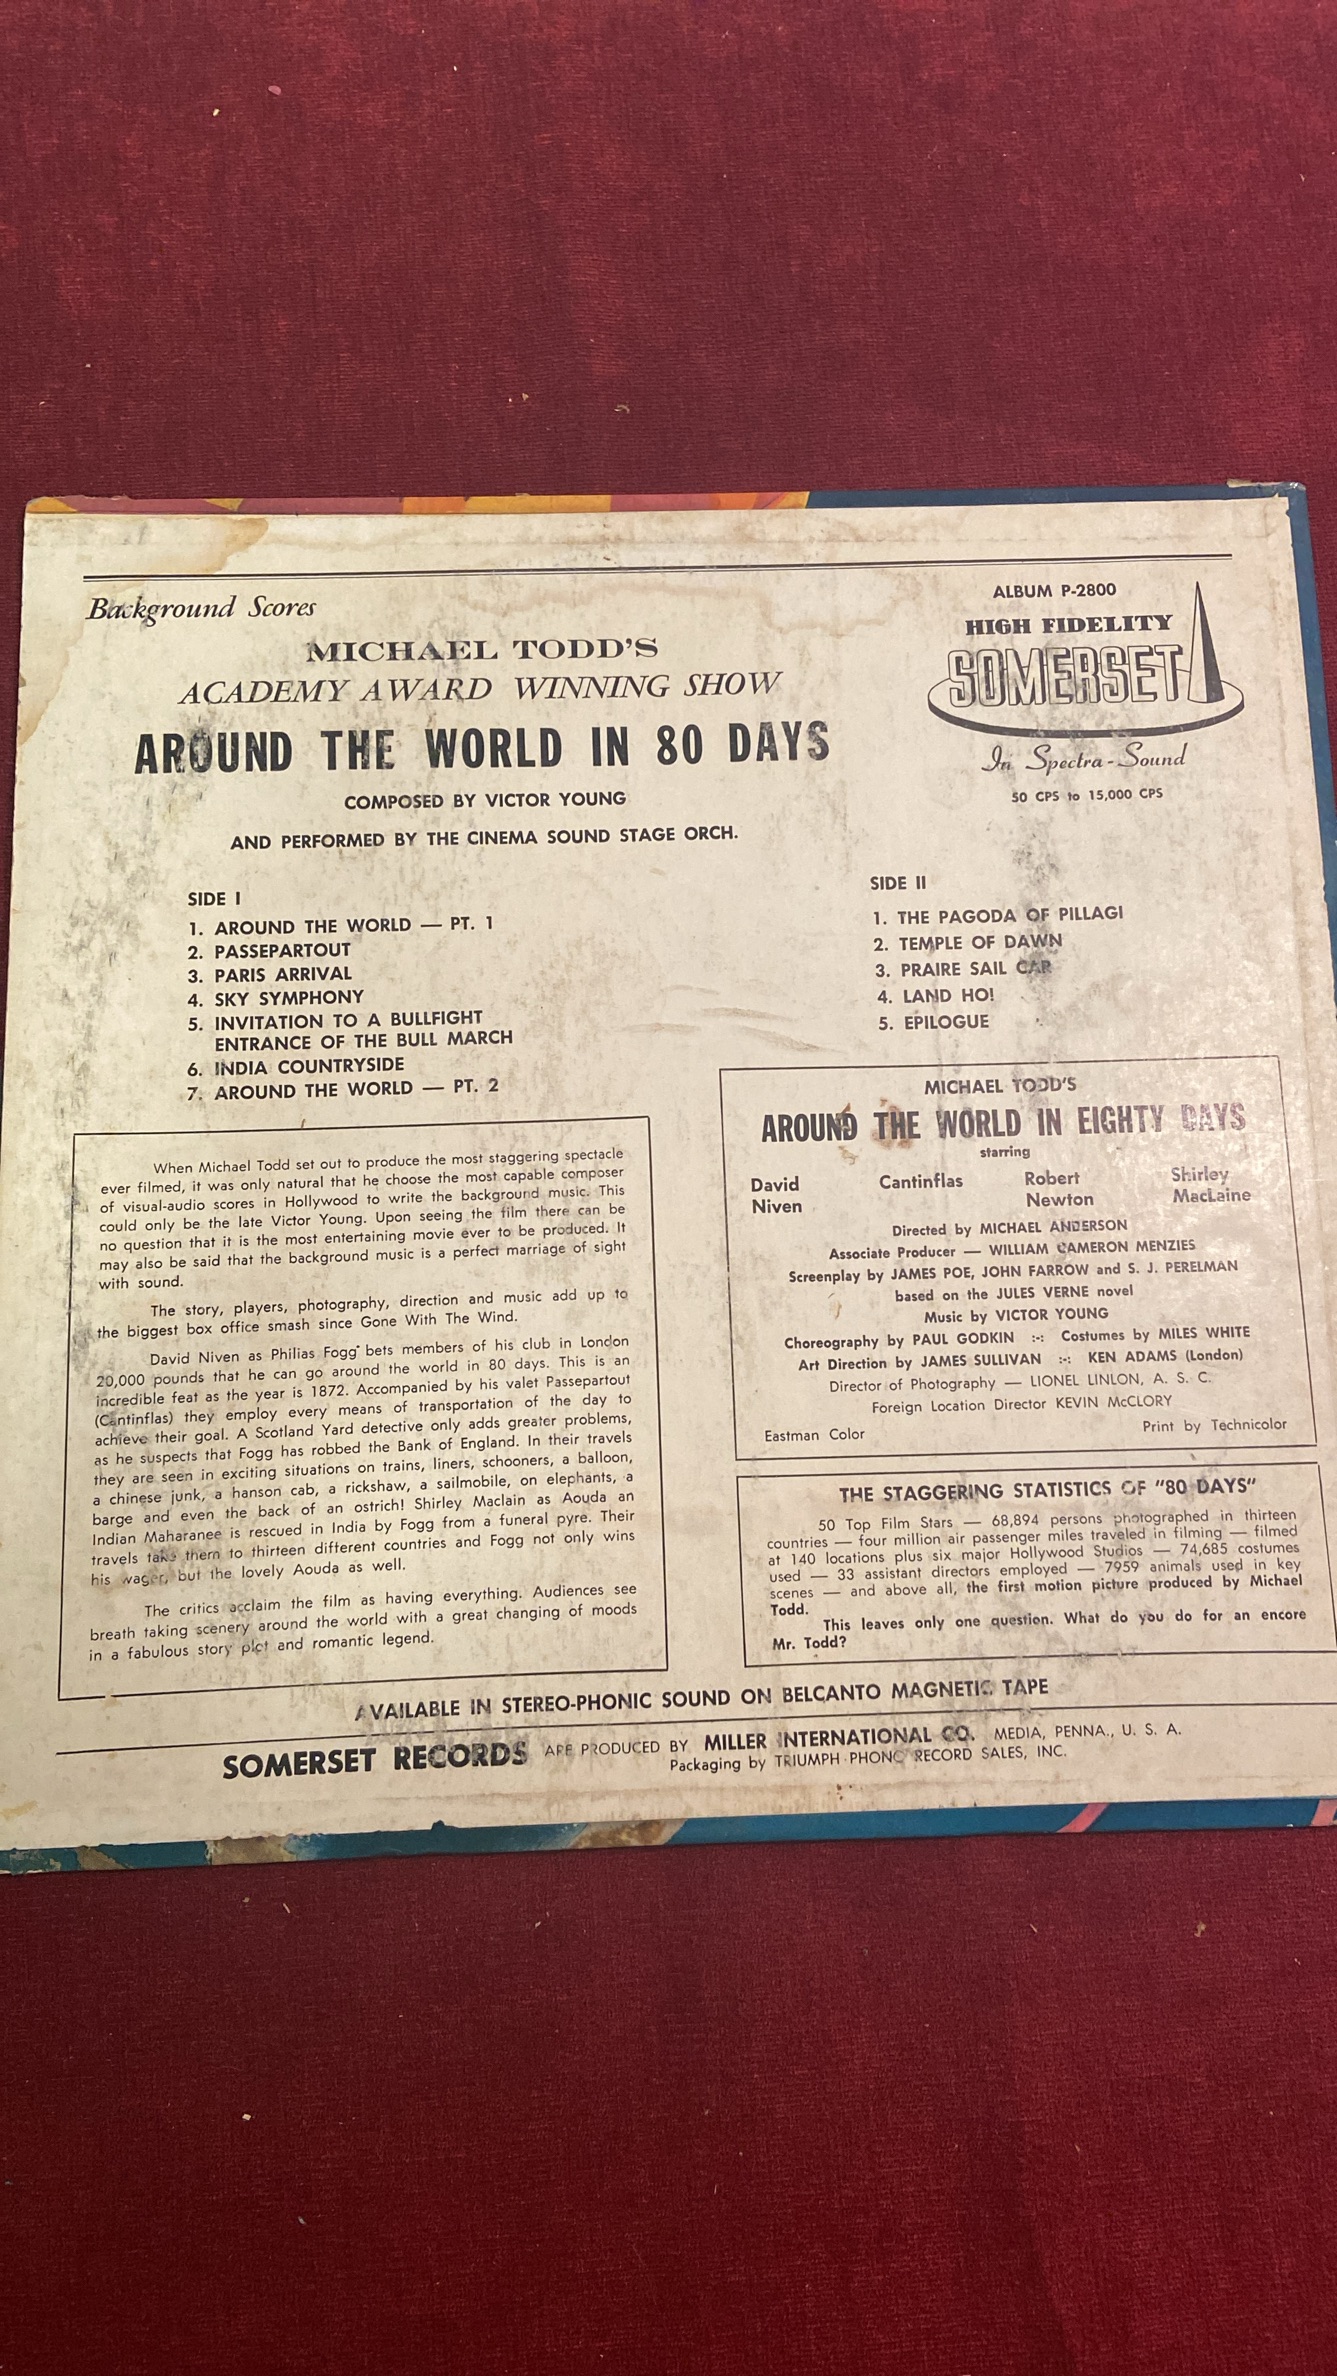 Background Scores
MICHAEL TODD'S
ACADEMY AWARD WINNING SHOW
AROUND THE WORLD IN 80 DAYS
COMPOSED BY VICTOR YOUNG
AND PERFORMED BY THE CINEMA SOUND STAGE ORCH.
ALBUM P-2800
HIGH FIDELITY
SOMERSET
In Spectra-Sound
50 CPS to 15,000 CPS
SIDE I
1. AROUND THE WORLD — PT. 1
2. PASSEPARTOUT
3. PARIS ARRIVAL
4. SKY SYMPHONY
5. INVITATION TO A BULLFIGHT
ENTRANCE OF THE BULL MARCH
6. INDIA COUNTRYSIDE
7. AROUND THE WORLD — PT. 2
SIDE II
1. THE PAGODA OF PILLAGI
2. TEMPLE OF DAWN
3. PRAIRE SAIL CAR
4. LAND HO!
5. EPILOGUE
When Michael Todd set out to produce the most staggering spectacle
ever filmed, it was only natural that he choose the most capable composer
of visual-audio scores in Hollywood to write the background music. This
could only be the late Victor Young. Upon seeing the film there can be
no question that it is the most entertaining movie ever to be produced. It
may also be said that the background music is a perfect marriage of sight
with sound.
The story, players, photography, direction and music add up to
the biggest box office smash since Gone With The Wind.
David Niven as Philias Fogg bets members of his club in London
20,000 pounds that he can go around the world in 80 days. This is an
incredible feat as the year is 1872. Accompanied by his valet Passepartout
(Cantinflas) they employ every means of transportation of the day to
achieve their goal. A Scotland Yard detective only adds greater problems,
as he suspects that Fogg has robbed the Bank of England. In their travels
they are seen in exciting situations on trains, liners, schooners, a balloon,
a chinese junk, a hanson cab, a rickshaw, a sailmobile, on elephants, a
barge and even the back of an ostrich! Shirley Maclain as Aouda an
Indian Maharanee is rescued in India by Fogg from a funeral pyre. Their
travels take them to thirteen different countries and Fogg not only wins
his wager, but the lovely Aouda as well.
The critics acclaim the film as having everything. Audiences see
breath taking scenery around the world with a great changing of moods
in a fabulous story plot and romantic legend.
MICHAEL TODD'S
AROUND THE WORLD IN EIGHTY DAYS
starring
David Niven
Cantinflas
Robert Newton
Shirley MacLaine
Directed by MICHAEL ANDERSON
Associate Producer — WILLIAM CAMERON MENZIES
Screenplay by JAMES POE, JOHN FARROW and S. J. PERELMAN
based on the JULES VERNE novel
Music by VICTOR YOUNG
Choreography by PAUL GODKIN :-: Costumes by MILES WHITE
Art Direction by JAMES SULLIVAN :-: KEN ADAMS (London)
Director of Photography — LIONEL LINLON, A. S. C.
Foreign Location Director KEVIN McCLORY
Eastman Color Print by Technicolor
THE STAGGERING STATISTICS OF "80 DAYS"
50 Top Film Stars — 68,894 persons photographed in thirteen
countries — four million air passenger miles traveled in filming — filmed
at 140 locations plus six major Hollywood Studios — 74,685 costumes
used — 33 assistant directors employed — 7959 animals used in key
scenes — and above all, the first motion picture produced by Michael
Todd.
This leaves only one question. What do you do for an encore
Mr. Todd?
AVAILABLE IN STEREO-PHONIC SOUND ON BELCANTO MAGNETIC TAPE
SOMERSET RECORDS ARE PRODUCED BY MILLER INTERNATIONAL CO. MEDIA, PENNA., U. S. A.
Packaging by TRIUMPH PHONO RECORD SALES, INC.